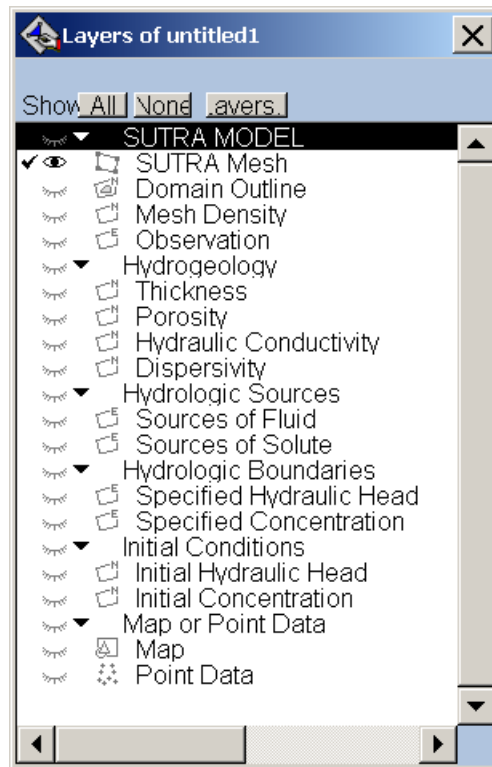 Layers of untitled1
Show All None Layers.
SUTRA MODEL
SUTRA Mesh
Domain Outline
Mesh Density
Observation
Hydrogeology
Thickness
Porosity
Hydraulic Conductivity
Dispersivity
Hydrologic Sources
Sources of Fluid
Sources of Solute
Hydrologic Boundaries
Specified Hydraulic Head
Specified Concentration
Initial Conditions
Initial Hydraulic Head
Initial Concentration
Map or Point Data
Map
Point Data